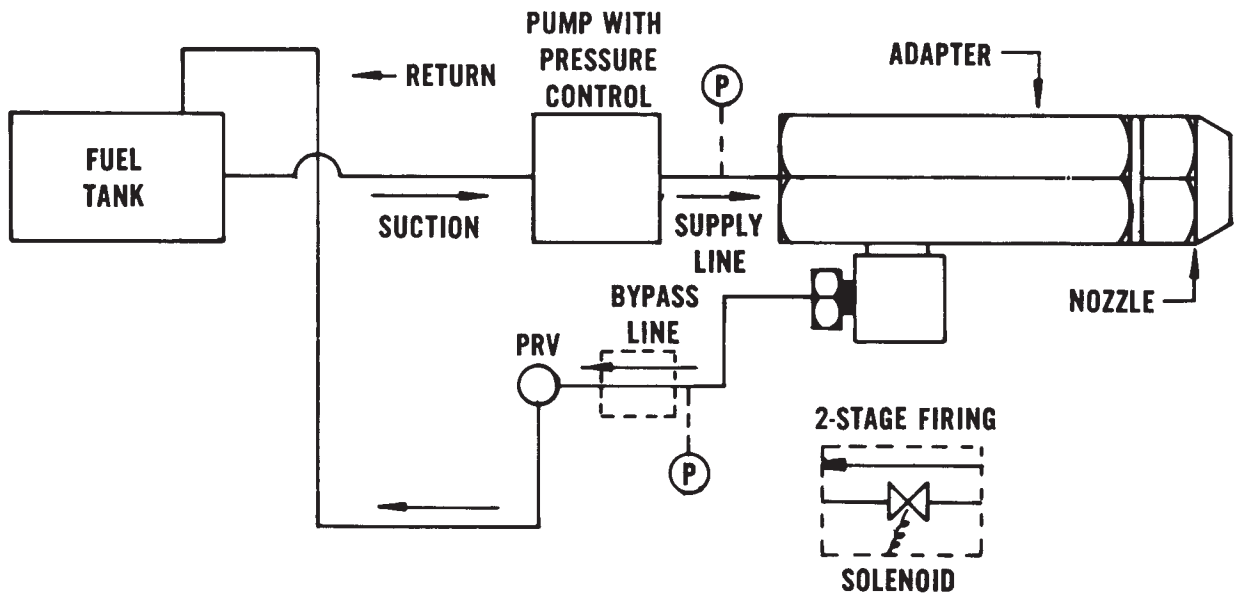 PUMP WITH
PRESSURE
CONTROL
RETURN
P
ADAPTER
FUEL
TANK
SUCTION
SUPPLY
LINE
NOZZLE
BYPASS
LINE
PRV
P
2-STAGE FIRING
SOLENOID